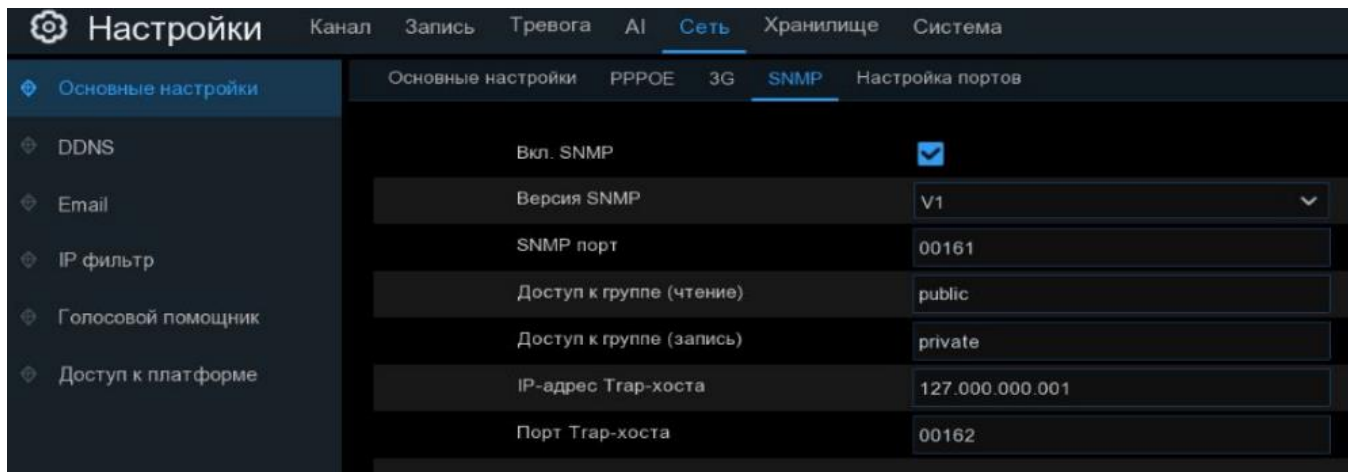 Настройки Канал Запись Тревога AI Сеть Хранилище Система
Основные настройки
DDNS
Email
IP фильтр
Голосовой помощник
Доступ к платформе
Основные настройки PPPOE 3G SNMP Настройка портов
Вкл. SNMP
Версия SNMP V1
SNMP порт 00161
Доступ к группе (чтение) public
Доступ к группе (запись) private
IP-адрес Trap-хоста 127.000.000.001
Порт Trap-хоста 00162